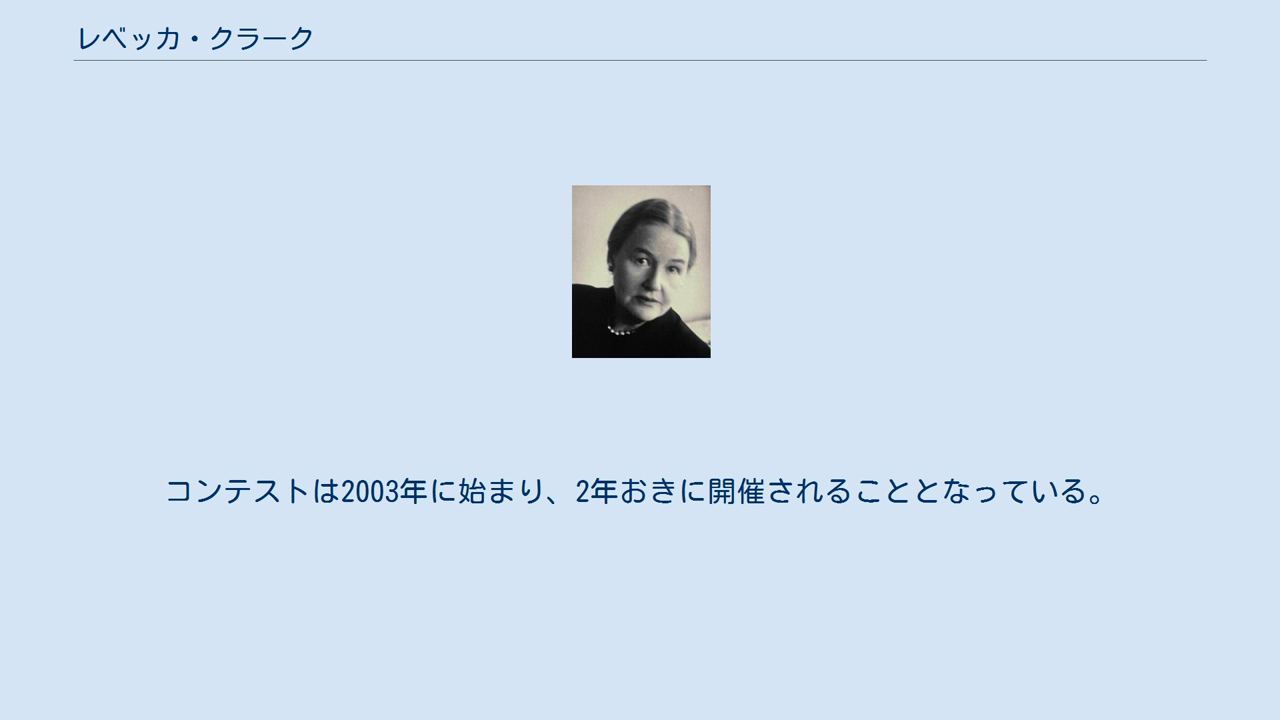 レベッカ・クラーク
コンテストは2003年に始まり、2年おきに開催されることとなっている。